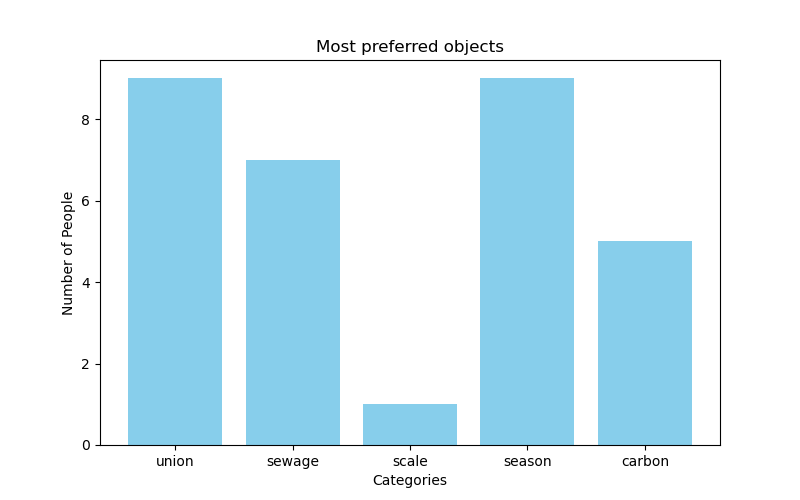 Most preferred objects
Number of People
8
6
4
2
0
union sewage scale season carbon
Categories